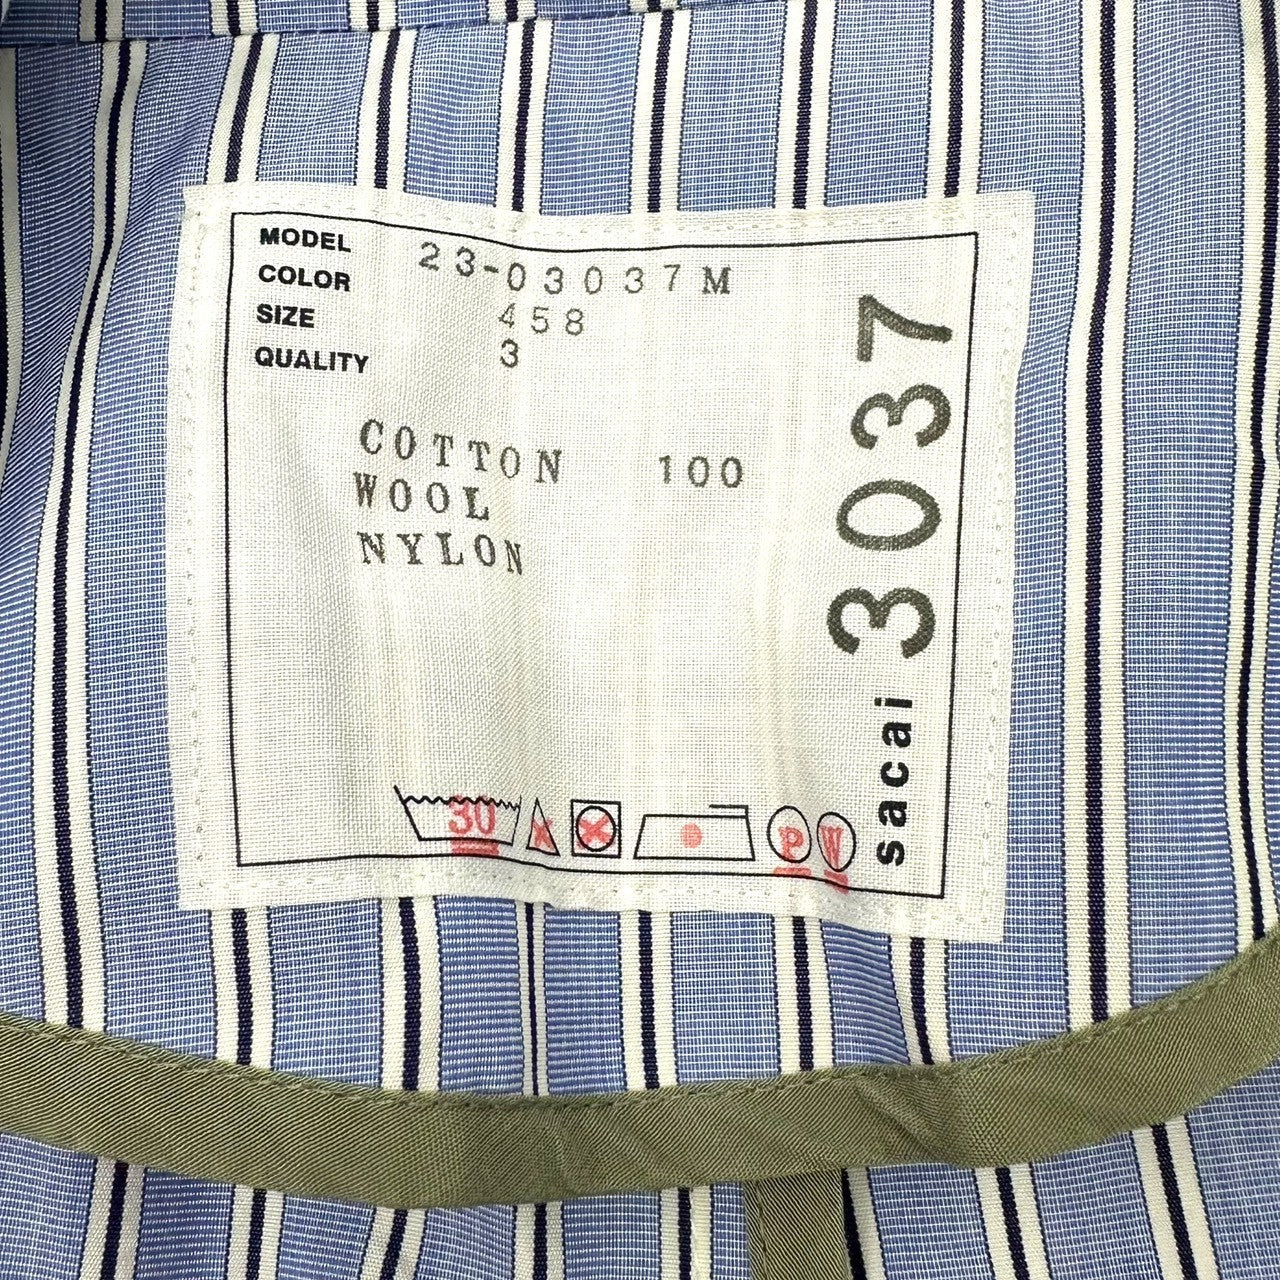 MODEL 23-03037M
COLOR 458
SIZE 3
QUALITY
COTTON 100
WOOL
NYLON
sacai 3037
30
P W